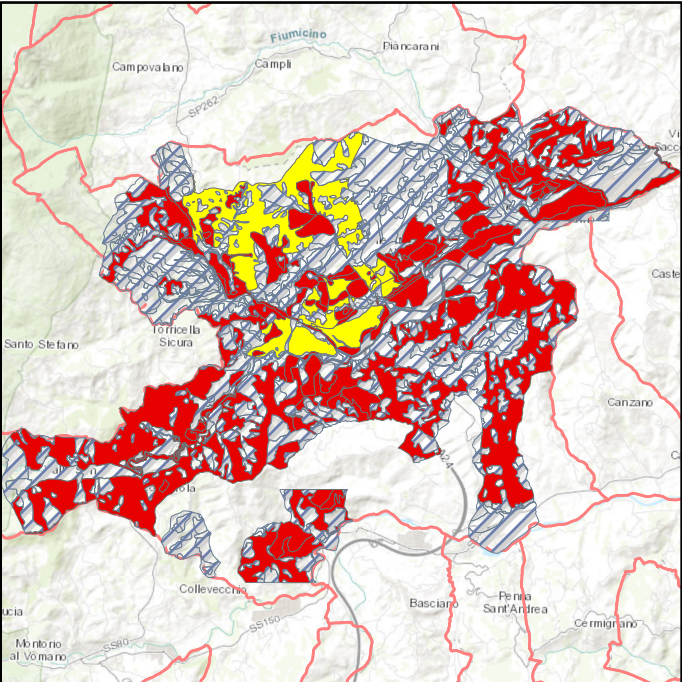 Fiumicino
Piancarani
Campovalano
Campli
SP262
Torricella
Sicura
Santo Stefano
Canzano
A24
Collevecchio
Basciano
Penna
Sant'Andrea
Cermignano
SS150
SS80
Montorio
al Vomano